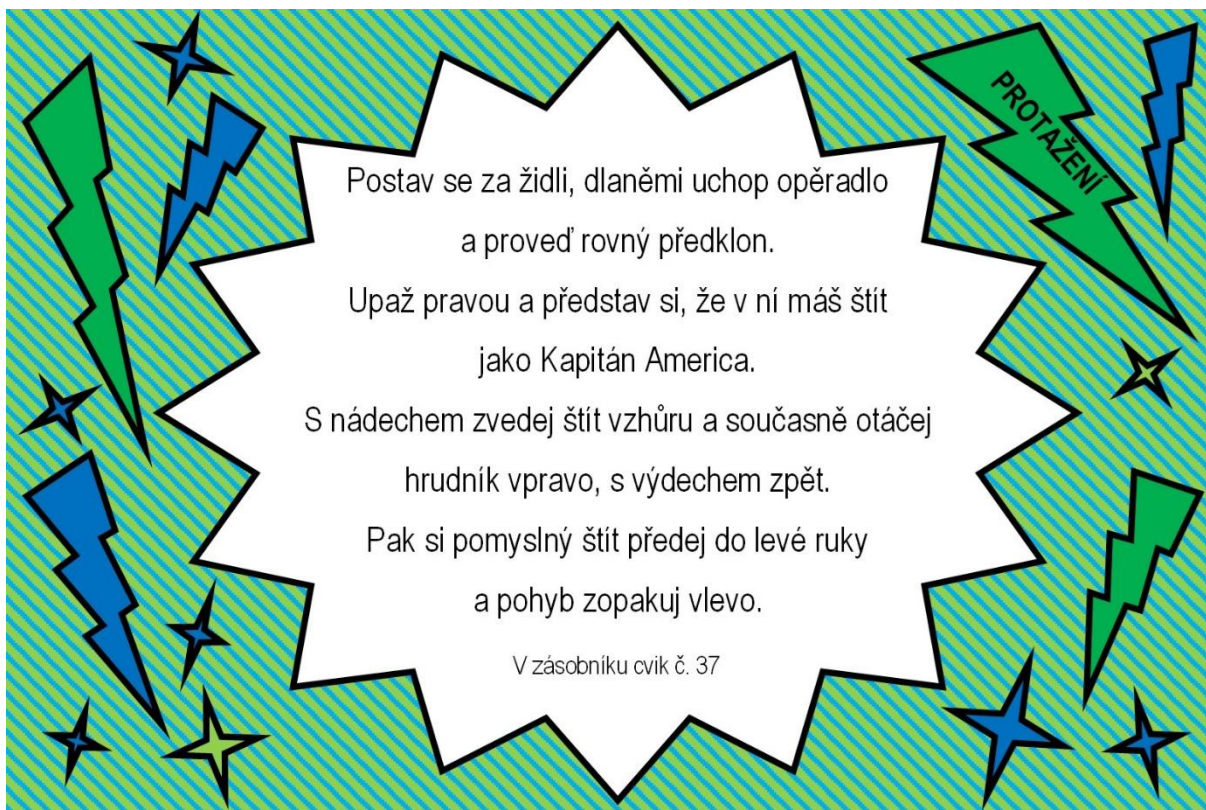 PROTAŽENÍ
Postav se za židli, dlaněmi uchop opěradlo
a proveď rovný předklon.
Upaž pravou a představ si, že v ní máš štít
jako Kapitán America.
S nádechem zvedej štít vzhůru a současně otáčej
hrudník vpravo, s výdechem zpět.
Pak si pomyslný štít předej do levé ruky
a pohyb zopakuj vlevo.
V zásobníku cvik č. 37